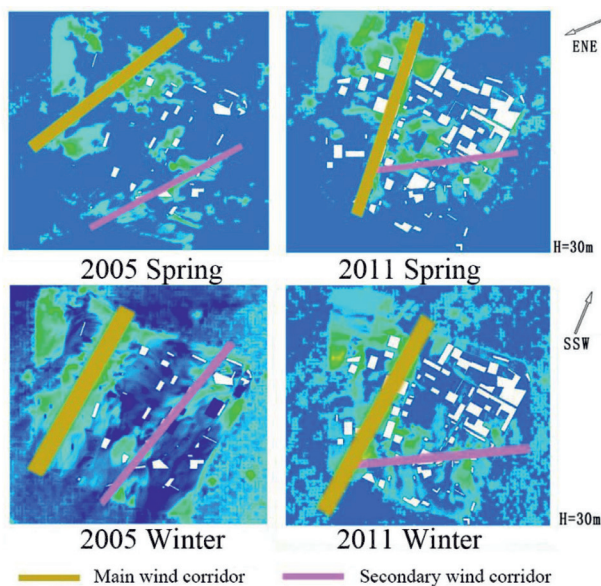 ENE
H=30m
2005 Spring
2011 Spring
SSW
H=30m
2005 Winter
2011 Winter
Main wind corridor
Secondary wind corridor